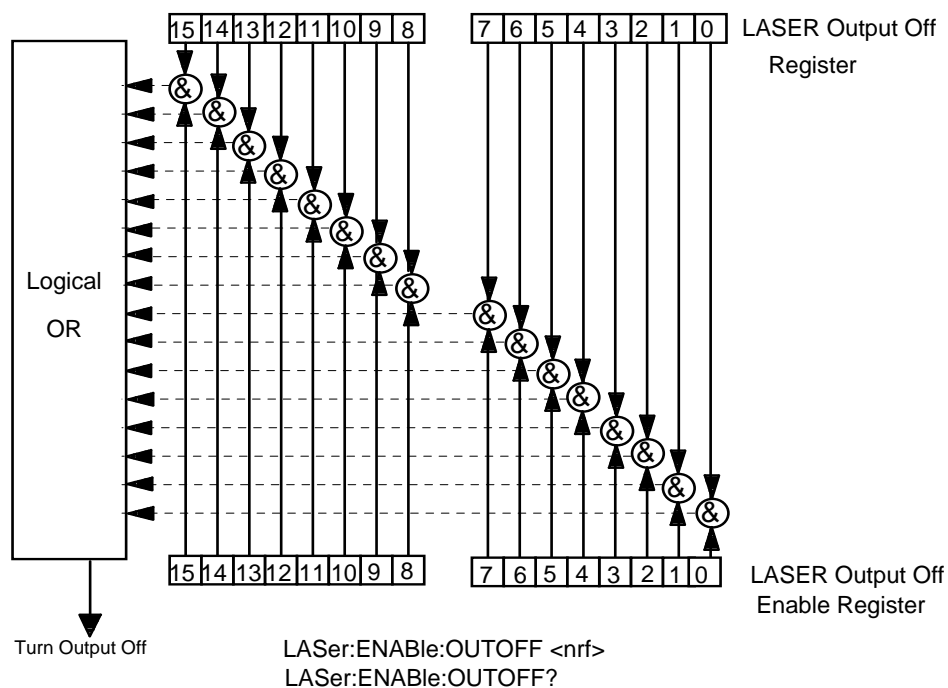 15 14 13 12 11 10 9 8 7 6 5 4 3 2 1 0 LASER Output Off
Register
&
&
&
&
&
&
&
&
Logical
OR
&
&
&
&
&
&
&
&
15 14 13 12 11 10 9 8 7 6 5 4 3 2 1 0 LASER Output Off
Enable Register
Turn Output Off
LASer:ENABle:OUTOFF <nrf>
LASer:ENABle:OUTOFF?